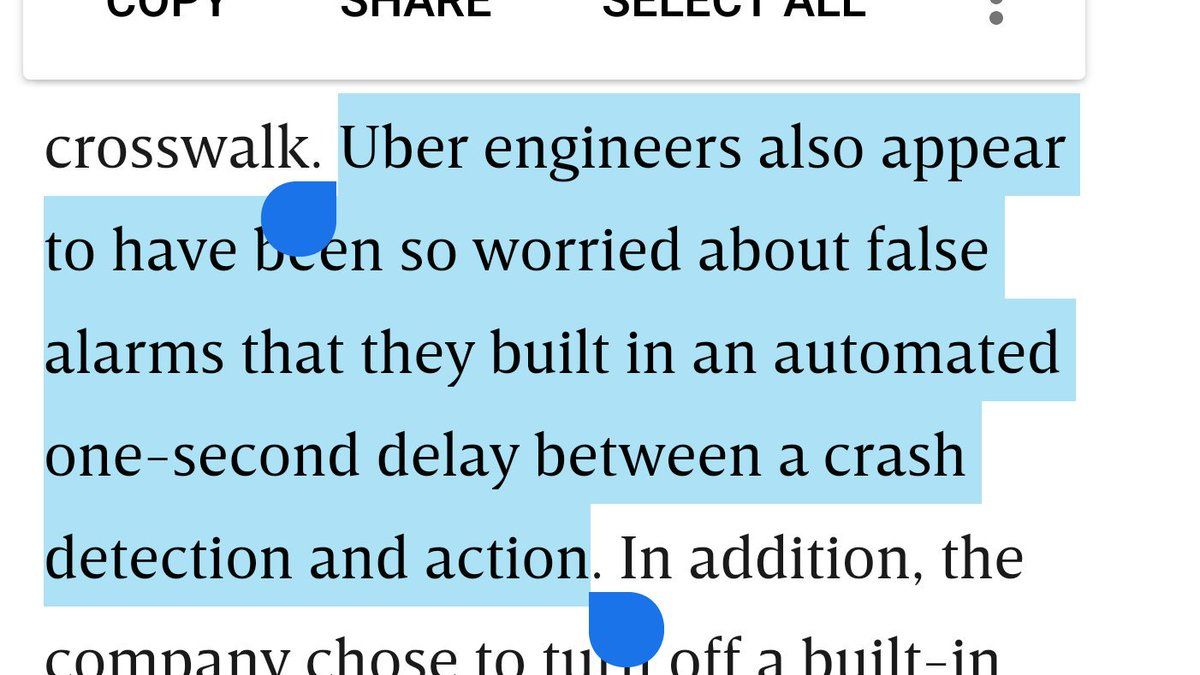 COPY SHARE SELECT ALL
crosswalk. Uber engineers also appear
to have been so worried about false
alarms that they built in an automated
one-second delay between a crash
detection and action. In addition, the
company chose to turn off a built-in